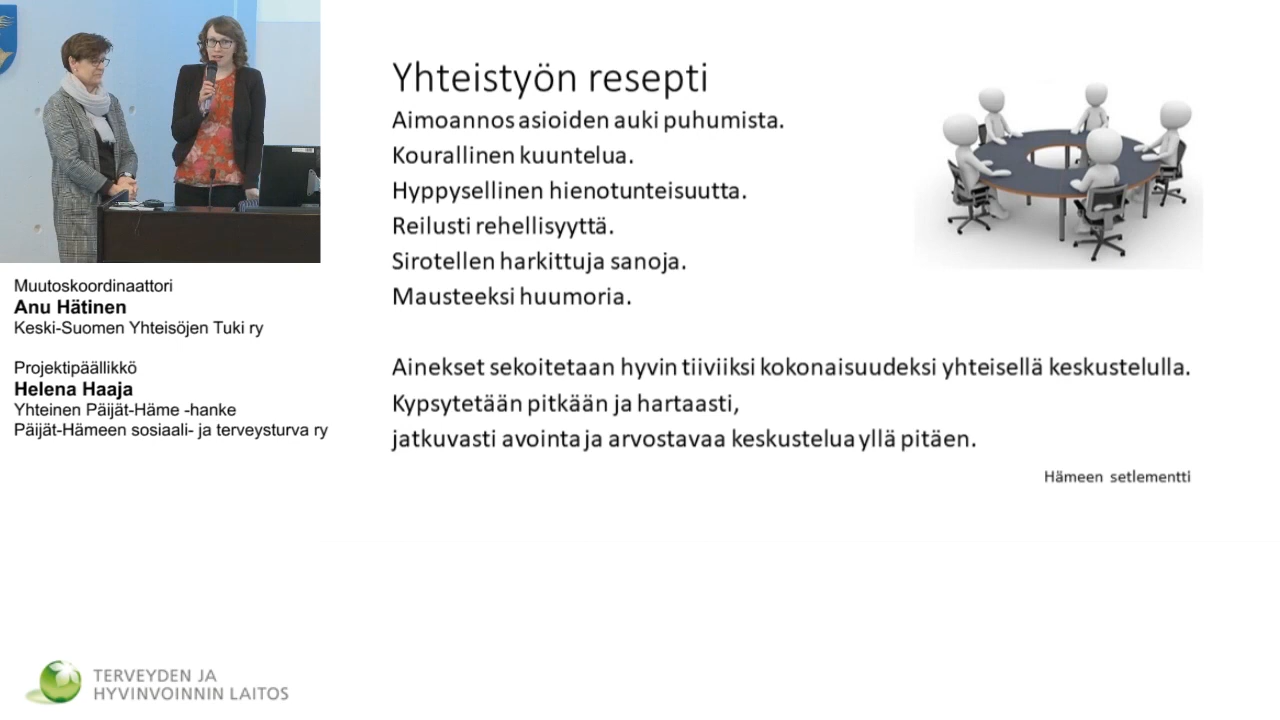 Muutoskoordinaattori
Anu Hätinen
Keski-Suomen Yhteisöjen Tuki ry
Projektipäällikkö
Helena Haaja
Yhteinen Päijät-Häme -hanke
Päijät-Hämeen sosiaali- ja terveysturva ry
Yhteistyön resepti
Aimoannos asioiden auki puhumista.
Kourallinen kuuntelua.
Hyppysellinen hienotunteisuutta.
Reilusti rehellisyyttä.
Sirotellen harkittuja sanoja.
Mausteeksi huumoria.
Ainekset sekoitetaan hyvin tiiviiksi kokonaisuudeksi yhteisellä keskustelulla.
Kypsytetään pitkään ja hartaasti,
jatkuvasti avointa ja arvostavaa keskustelua yllä pitäen.
Hämeen setlementti
TERVEYDEN JA
HYVINVOINNIN LAITOS